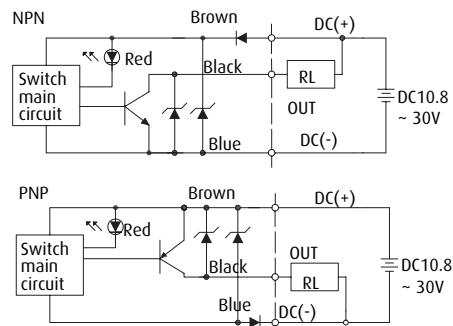 NPN
Brown
DC(+)
Red
Black
RL
Switch
main
circuit
OUT
DC10.8
~ 30V
Blue
DC(-)
PNP
Brown
DC(+)
Red
Switch
main
circuit
OUT
Black
RL
DC10.8
~ 30V
Blue
DC(-)